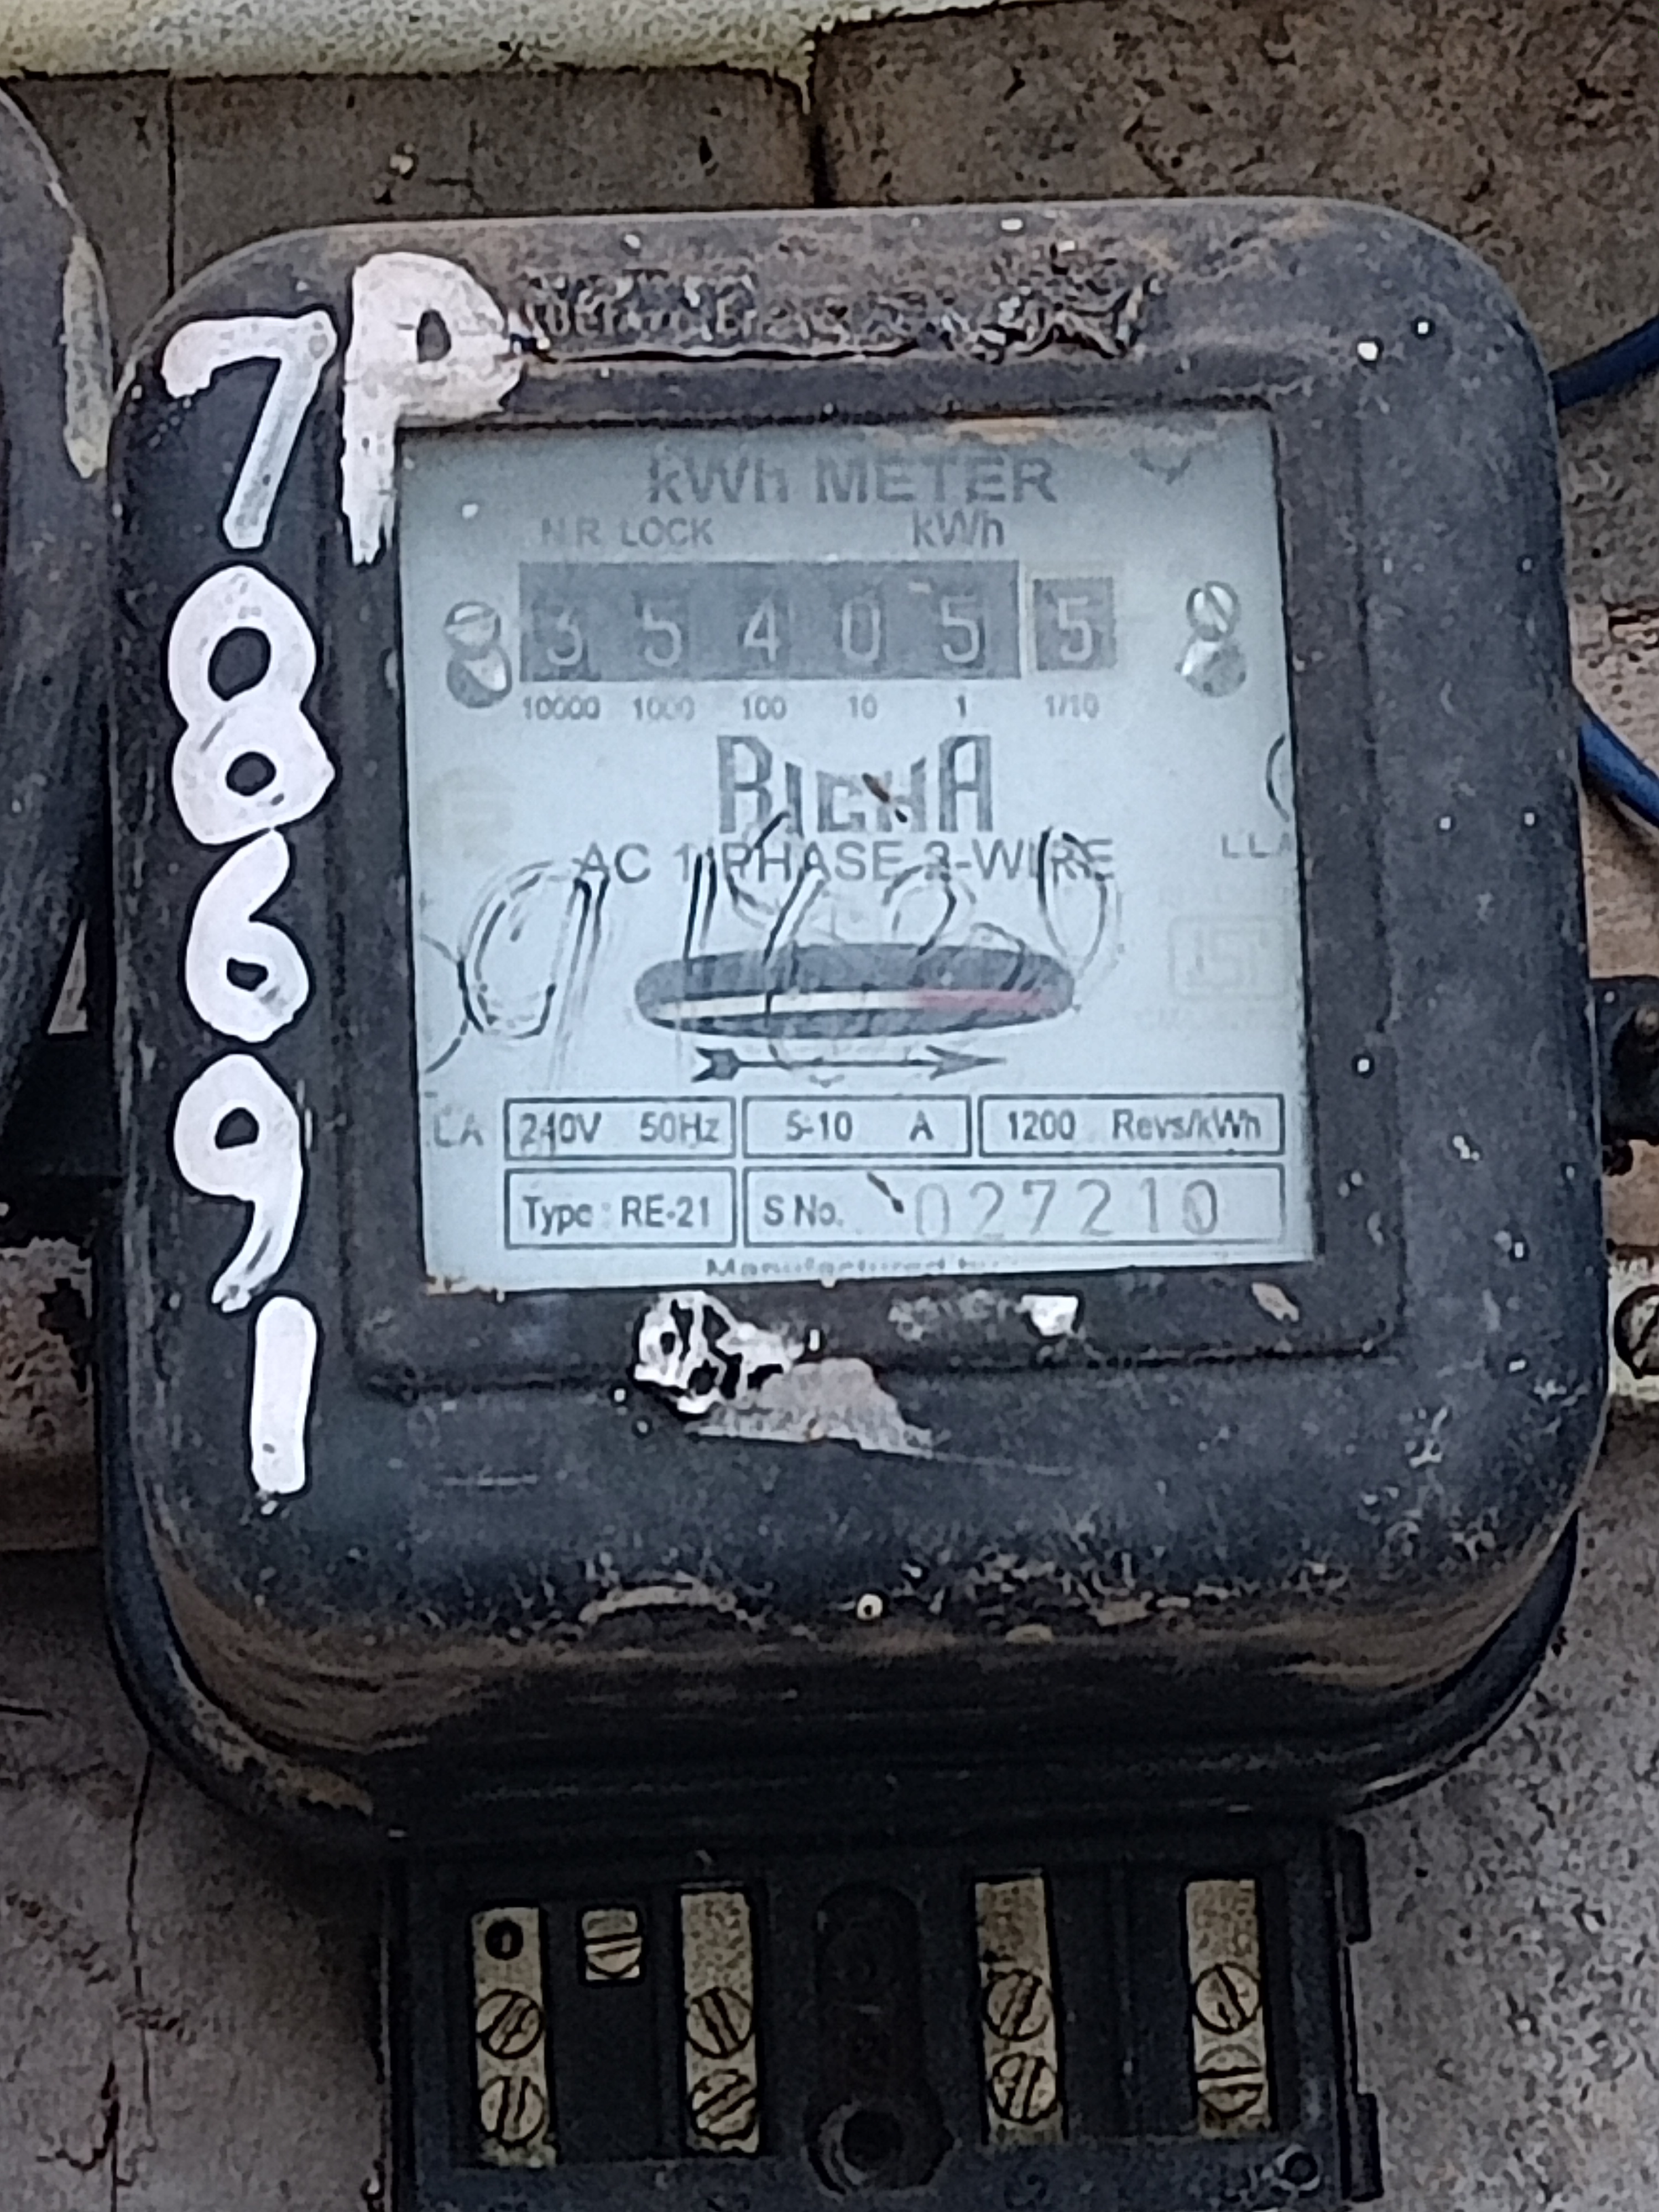 7P
8
6
9
1
kWh METER
N.R. LOCK kWh
3 5 4 0 5 5
10000 1000 100 10 1 1/10
RICHA
AC 1 PHASE 2-WIRE
240V 50Hz 5-10 A 1200 Revs/kWh
Type : RE-21 S No. 027210
Manufactured